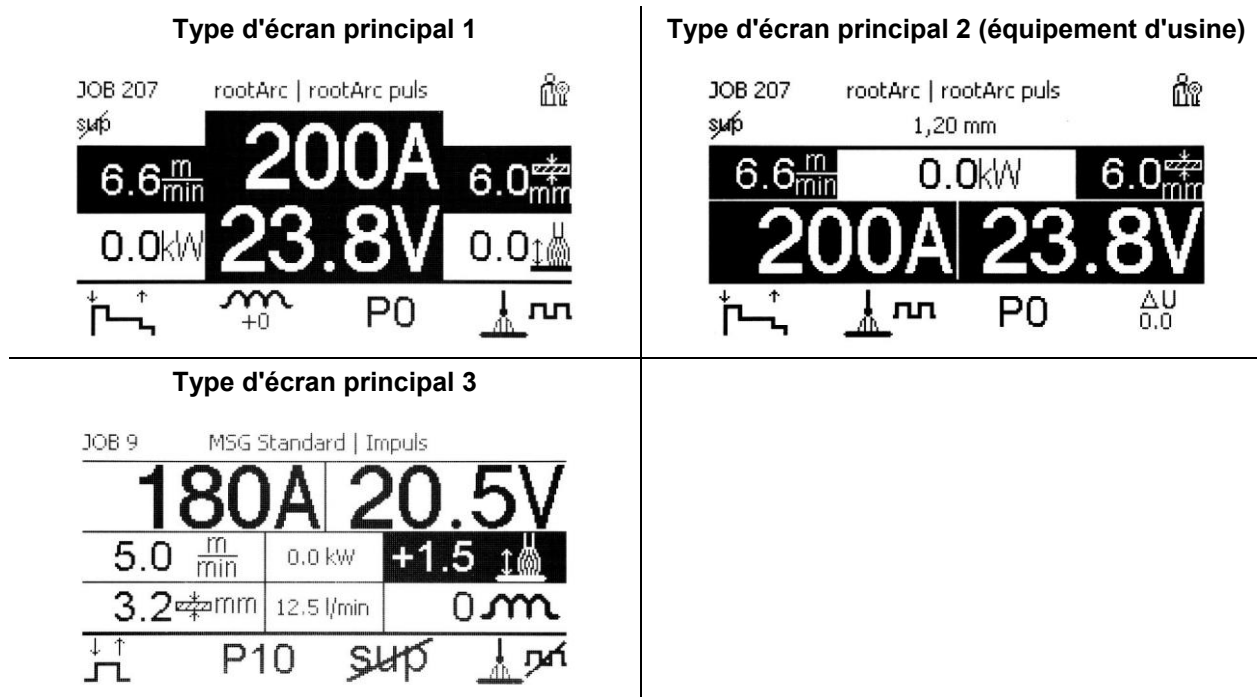 Type d'écran principal 1
JOB 207 rootArc | rootArc puls
sup
200A
6.6 m/min 6.0 mm
23.8V
0.0kW 0.0
+0 P0
Type d'écran principal 2 (équipement d'usine)
JOB 207 rootArc | rootArc puls
sup 1,20 mm
6.6 m/min 0.0kW 6.0 mm
200A 23.8V
P0 ΔU
0.0
Type d'écran principal 3
JOB 9 MSG Standard | Impuls
180A 20.5V
5.0 m/min 0.0 kW +1.5
3.2 mm 12.5 l/min 0
P10 sup